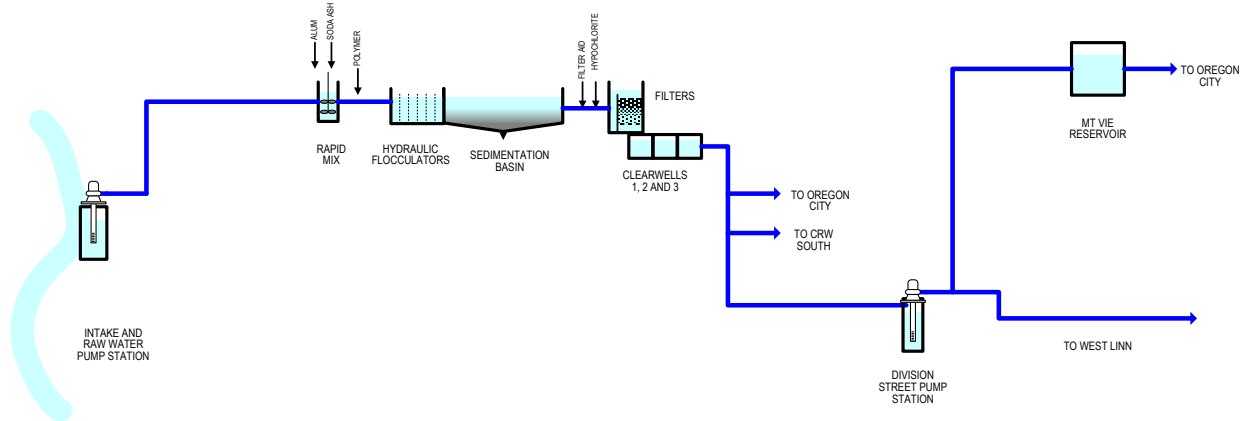 ALUM
SODA ASH
POLYMER
FILTER AID
HYPOCHLORITE
FILTERS
RAPID
MIX
HYDRAULIC
FLOCCULATORS
SEDIMENTATION
BASIN
CLEARWELLS
1, 2 AND 3
TO OREGON
CITY
TO CRW
SOUTH
INTAKE AND
RAW WATER
PUMP STATION
DIVISION
STREET PUMP
STATION
TO WEST LINN
MT VIE
RESERVOIR
TO OREGON
CITY